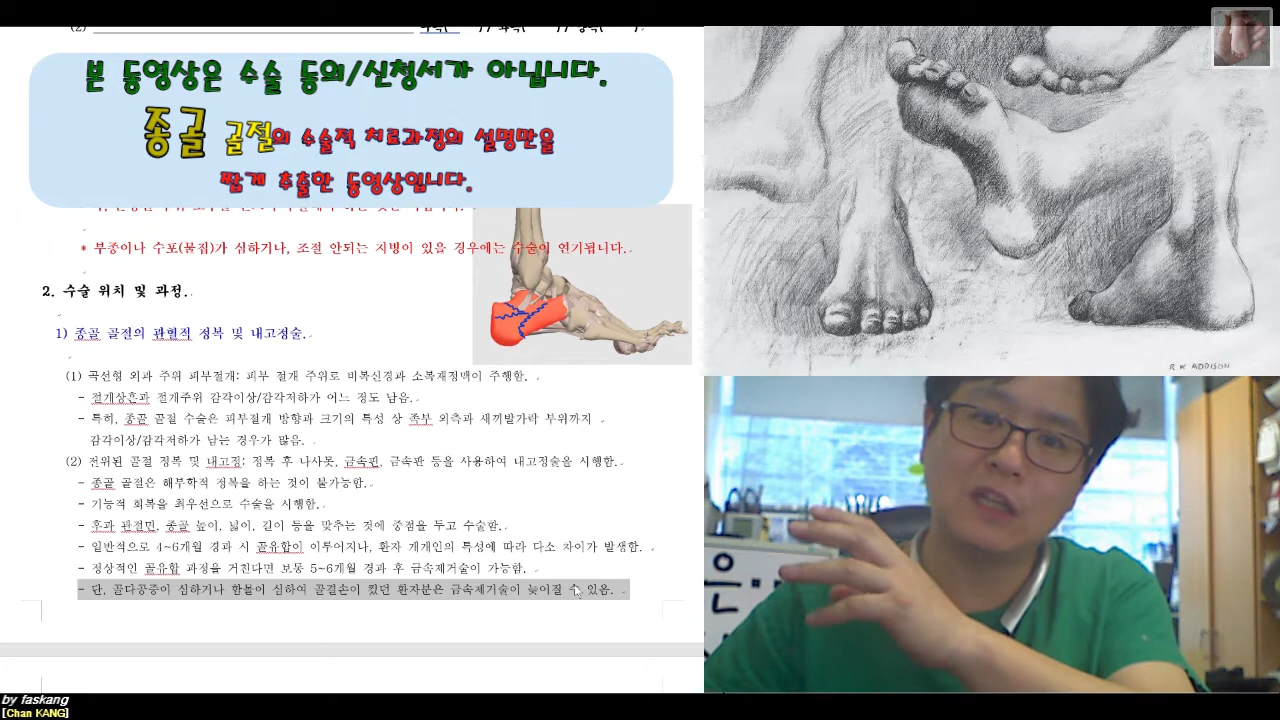 본 동영상은 수술 동의/신청서가 아닙니다.
종골 골절의 수술적 치료과정의 설명만을
짧게 추출한 동영상입니다.
* 부종이나 수포(물집)가 심하거나, 조절 안되는 지병이 있을 경우에는 수술이 연기됩니다.
2. 수술 위치 및 과정.
1) 종골 골절의 관혈적 정복 및 내고정술.
(1) 곡선형 외과 주위 피부절개: 피부 절개 주위로 비복신경과 소복재정맥이 주행함.
- 절개상흔과 절개주위 감각이상/감각저하가 어느 정도 남음.
- 특히, 종골 골절 수술은 피부절개 방향과 크기의 특성 상 족부 외측과 새끼발가락 부위까지
감각이상/감각저하가 남는 경우가 많음.
(2) 전위된 골절 정복 및 내고정: 정복 후 나사못, 금속핀, 금속판 등을 사용하여 내고정술을 시행함.
- 종골 골절은 해부학적 정복을 하는 것이 불가능함.
- 기능적 회복을 최우선으로 수술을 시행함.
- 후과 관절면, 종골 높이, 넓이, 길이 등을 맞추는 것에 중점을 두고 수술함.
- 일반적으로 4~6개월 경과 시 골유합이 이루어지나, 환자 개개인의 특성에 따라 다소 차이가 발생함.
- 정상적인 골유합 과정을 거친다면 보통 5~6개월 경과 후 금속제거술이 가능함.
- 단, 골다공증이 심하거나 함몰이 심하여 골결손이 컸던 환자분은 금속제거술이 늦어질 수 있음.
R W ADDISON
by faskang
[Chan KANG]